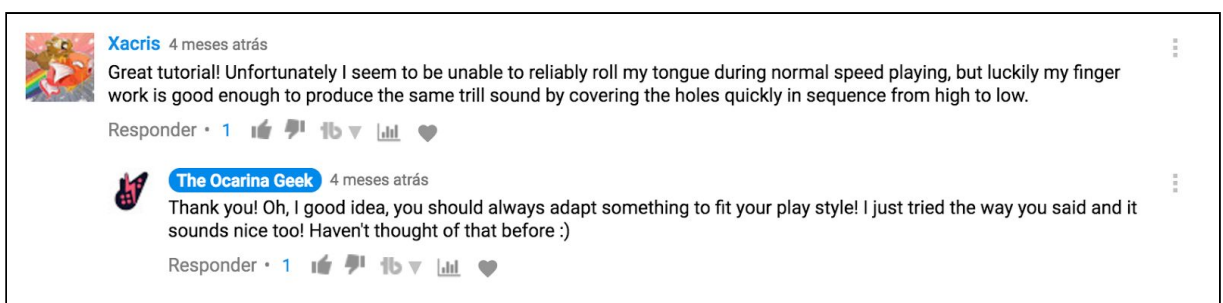 Xacris 4 meses atrás
Great tutorial! Unfortunately I seem to be unable to reliably roll my tongue during normal speed playing, but luckily my finger
work is good enough to produce the same trill sound by covering the holes quickly in sequence from high to low.
Responder • 1
The Ocarina Geek 4 meses atrás
Thank you! Oh, I good idea, you should always adapt something to fit your play style! I just tried the way you said and it
sounds nice too! Haven't thought of that before :)
Responder • 1